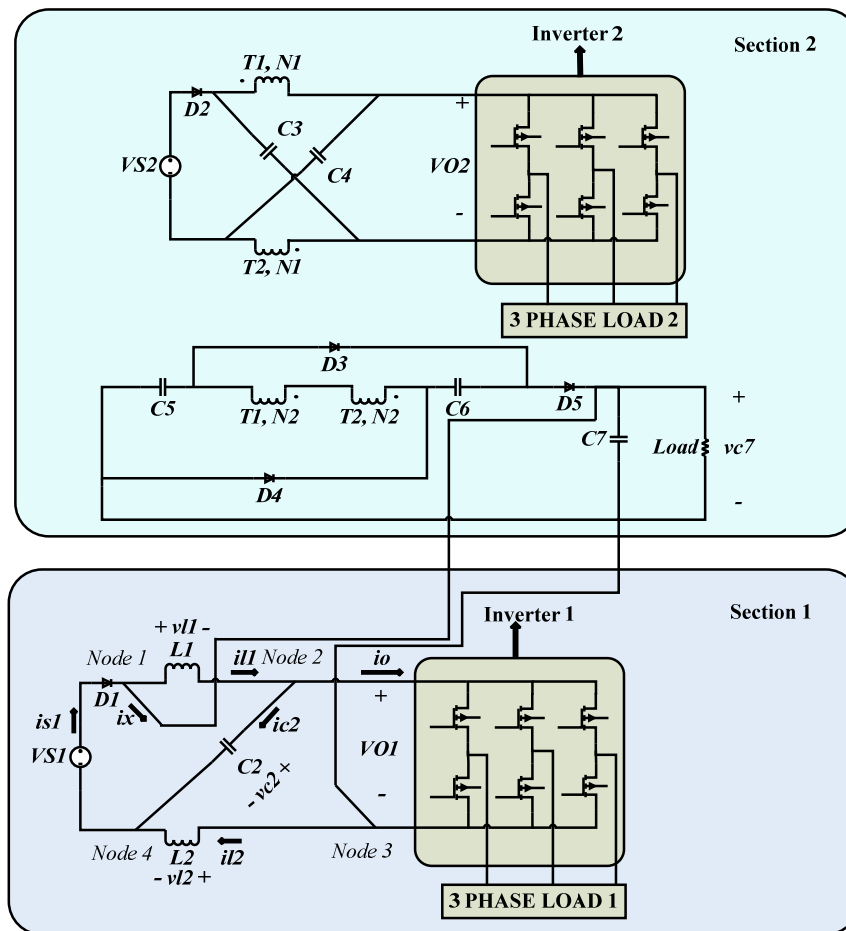 Inverter 2
Section 2
T1, N1
D2
C3
C4
VS2
+
VO2
-
T2, N1
3 PHASE LOAD 2
D3
C5
T1, N2
T2, N2
C6
D5
C7
Load
+
vc7
-
D4
Inverter 1
Section 1
+ vl1 -
L1
Node 1
il1
Node 2
io
D1
is1
ix
ic2
+
VS1
C2
- vc2 +
VO1
-
Node 4
L2
il2
Node 3
- vl2 +
3 PHASE LOAD 1